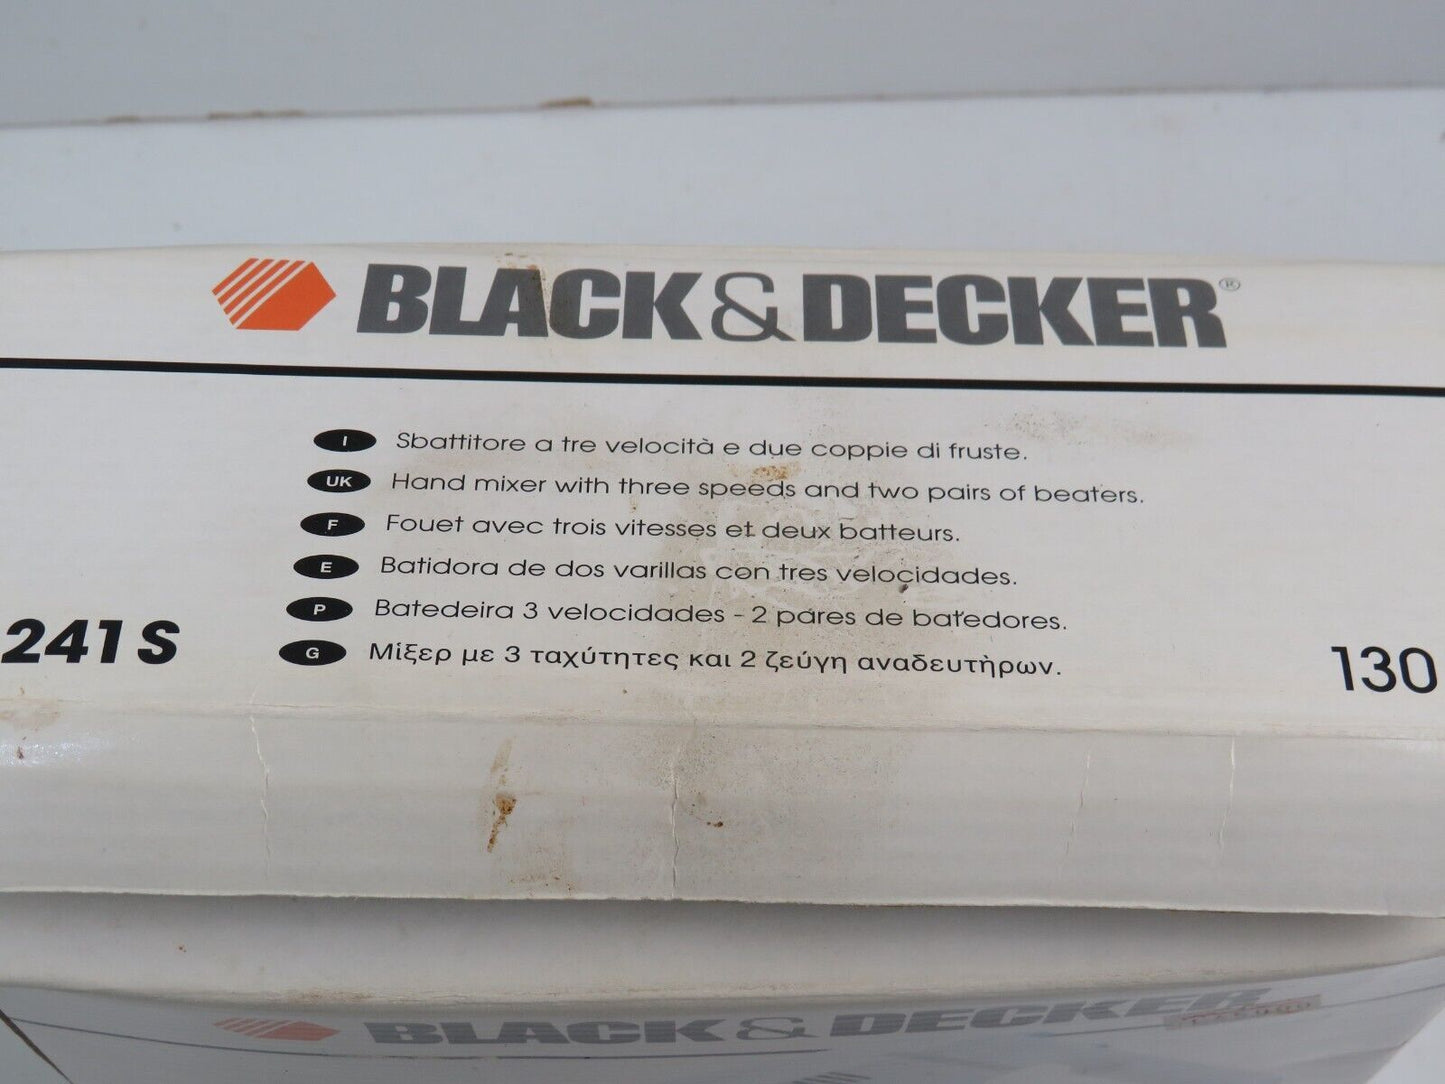 BLACK&DECKER®
I Sbattitore a tre velocità e due coppie di fruste.
UK Hand mixer with three speeds and two pairs of beaters.
F Fouet avec trois vitesses et deux batteurs.
E Batidora de dos varillas con tres velocidades.
P Batedeira 3 velocidades - 2 pares de batedores.
G Μίξερ με 3 ταχύτητες και 2 ζεύγη αναδευτήρων.
241 S
130
BLACK&DECKER